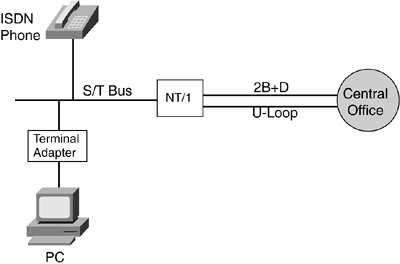 ISDN
Phone
S/T Bus
NT/1
2B+D
U-Loop
Central
Office
Terminal
Adapter
PC